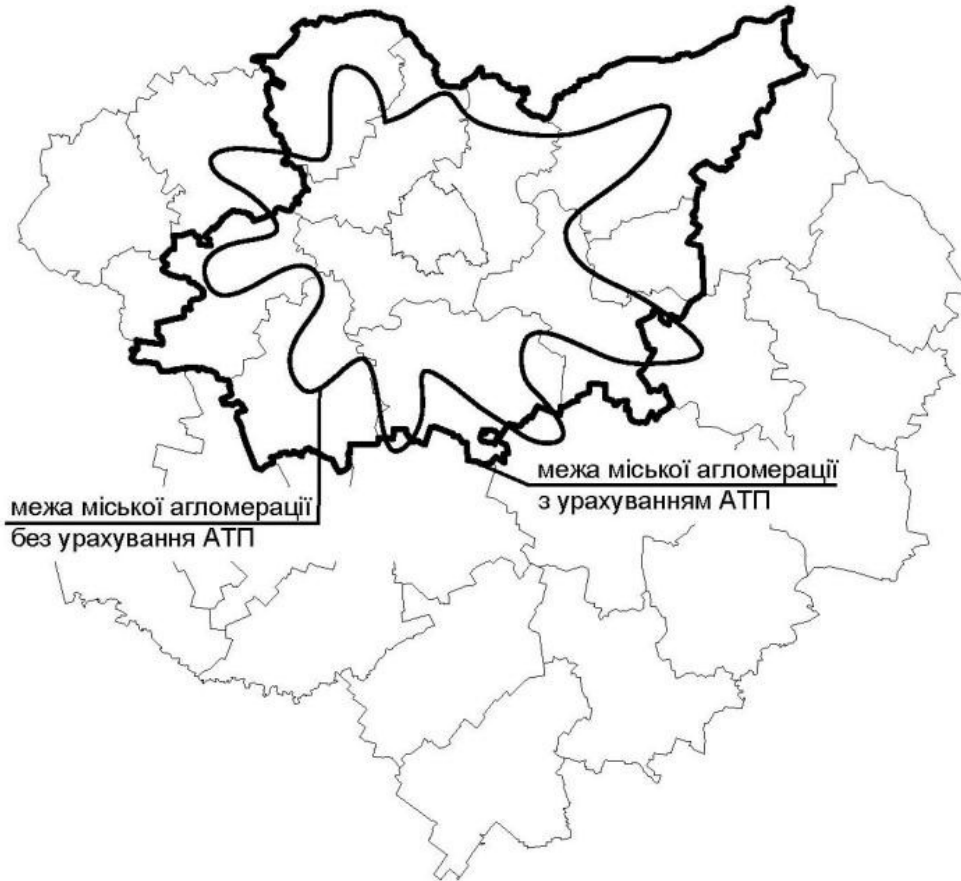 межа міської агломерації
з урахуванням АТП
межа міської агломерації
без урахування АТП